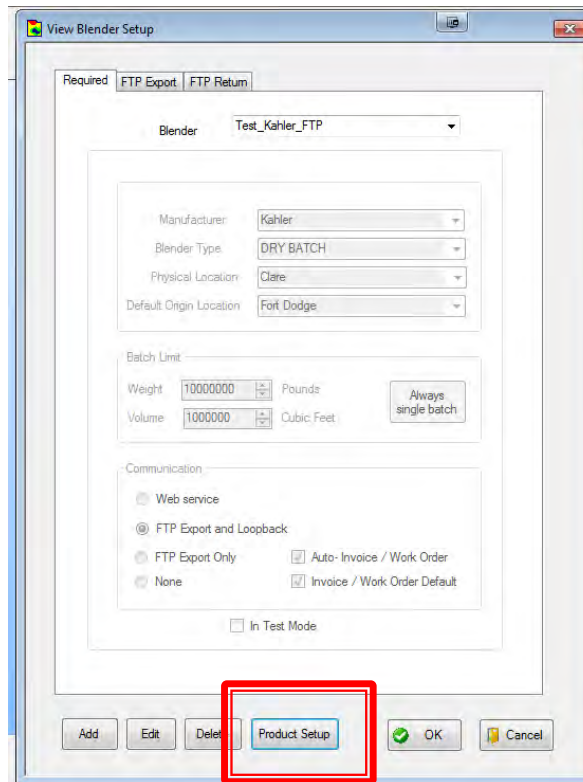 View Blender Setup
Required FTP Export FTP Return
Blender Test_Kahler_FTP
Manufacturer Kahler
Blender Type DRY BATCH
Physical Location Clare
Default Origin Location Fort Dodge
Batch Limit
Weight 10000000 Pounds
Volume 1000000 Cubic Feet
Always
single batch
Communication
Web service
FTP Export and Loopback
FTP Export Only Auto- Invoice / Work Order
None Invoice / Work Order Default
In Test Mode
Add Edit Delet Product Setup OK Cancel